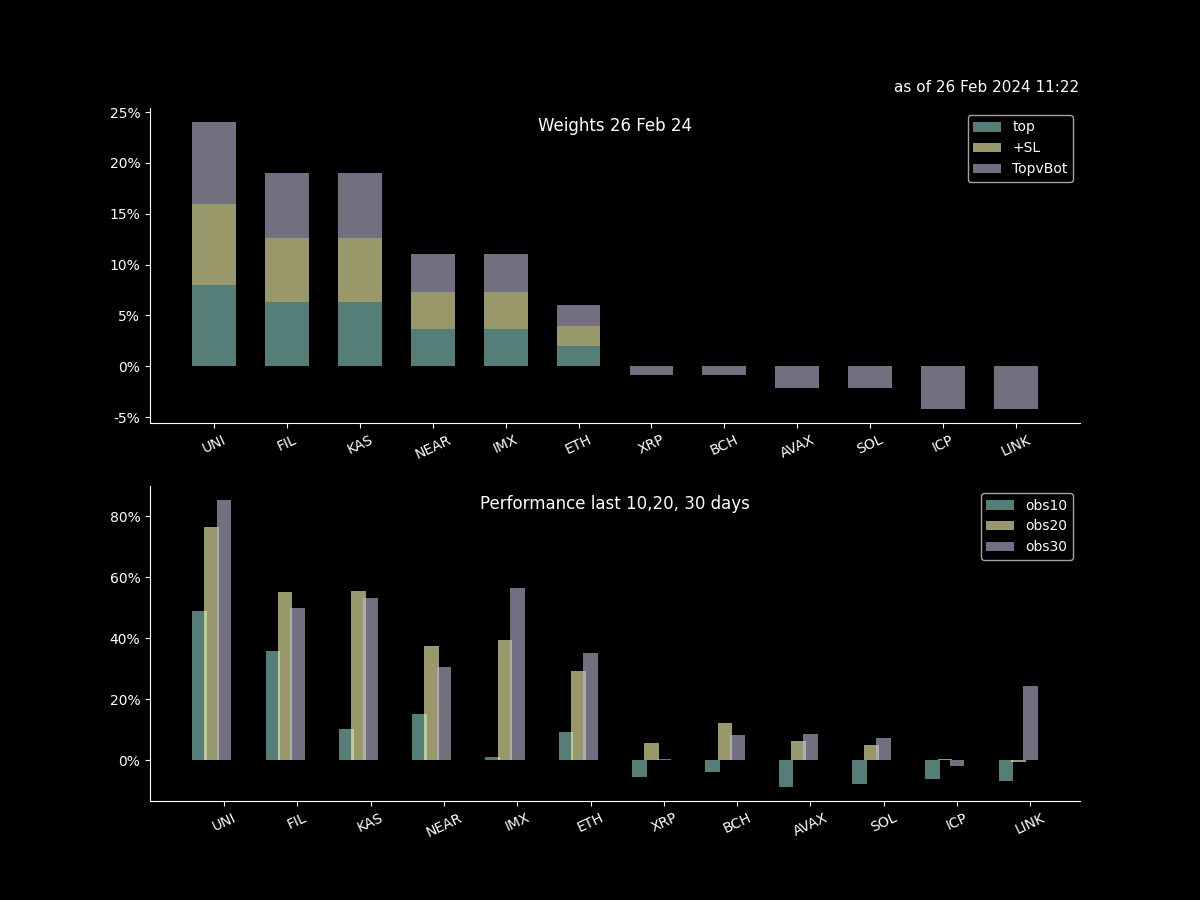 as of 26 Feb 2024 11:22
Weights 26 Feb 24
top
+SL
TopvBot
25%
20%
15%
10%
5%
0%
-5%
UNI FIL KAS NEAR IMX ETH XRP BCH AVAX SOL ICP LINK
Performance last 10,20, 30 days
obs10
obs20
obs30
80%
60%
40%
20%
0%
UNI FIL KAS NEAR IMX ETH XRP BCH AVAX SOL ICP LINK